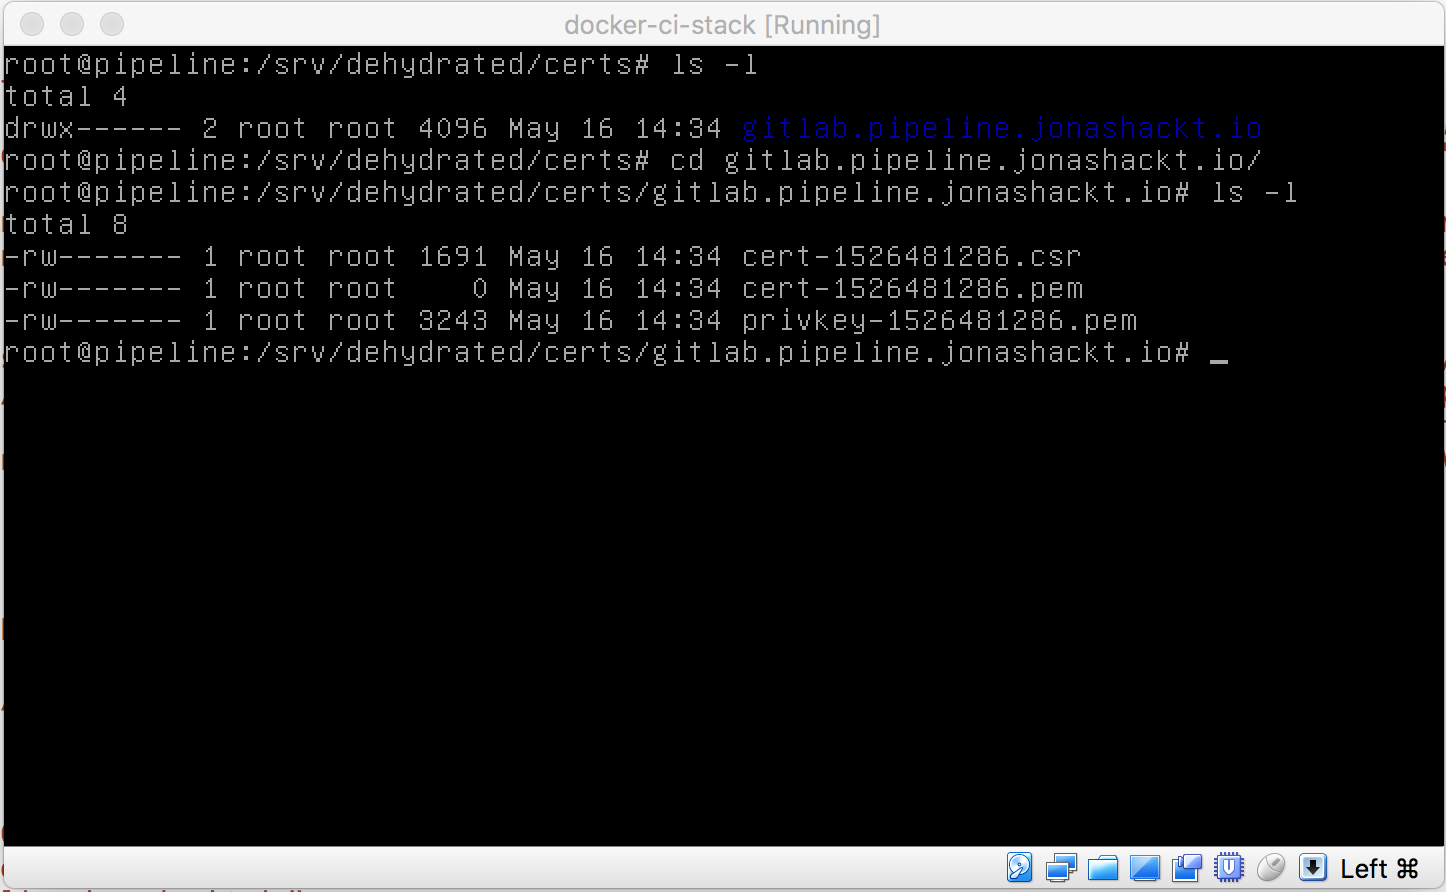 docker-ci-stack [Running]
root@pipeline:/srv/dehydrated/certs# ls -l
total 4
drwx------ 2 root root 4096 May 16 14:34 gitlab.pipeline.jonashackt.io
root@pipeline:/srv/dehydrated/certs# cd gitlab.pipeline.jonashackt.io/
root@pipeline:/srv/dehydrated/certs/gitlab.pipeline.jonashackt.io# ls -l
total 8
-rw------- 1 root root 1691 May 16 14:34 cert-1526481286.csr
-rw------- 1 root root    0 May 16 14:34 cert-1526481286.pem
-rw------- 1 root root 3243 May 16 14:34 privkey-1526481286.pem
root@pipeline:/srv/dehydrated/certs/gitlab.pipeline.jonashackt.io# _
Left ⌘